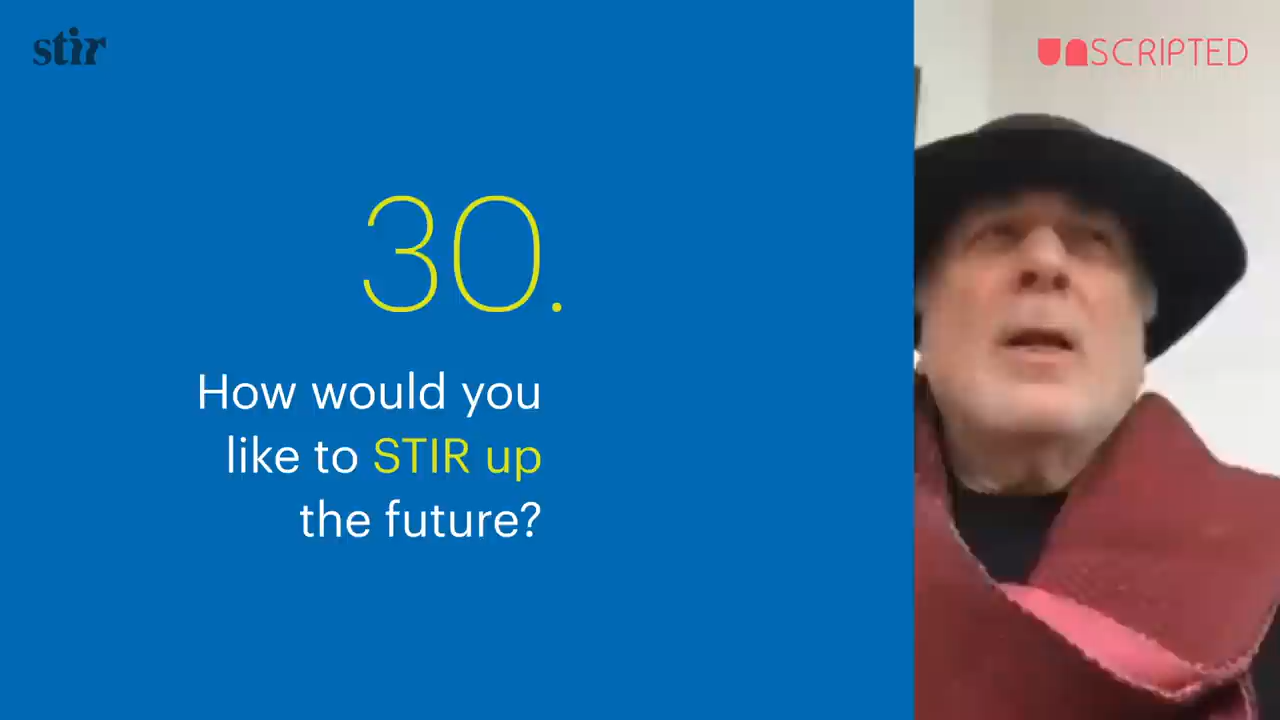 stir
UNSCRIPTED
30.
How would you
like to STIR up
the future?